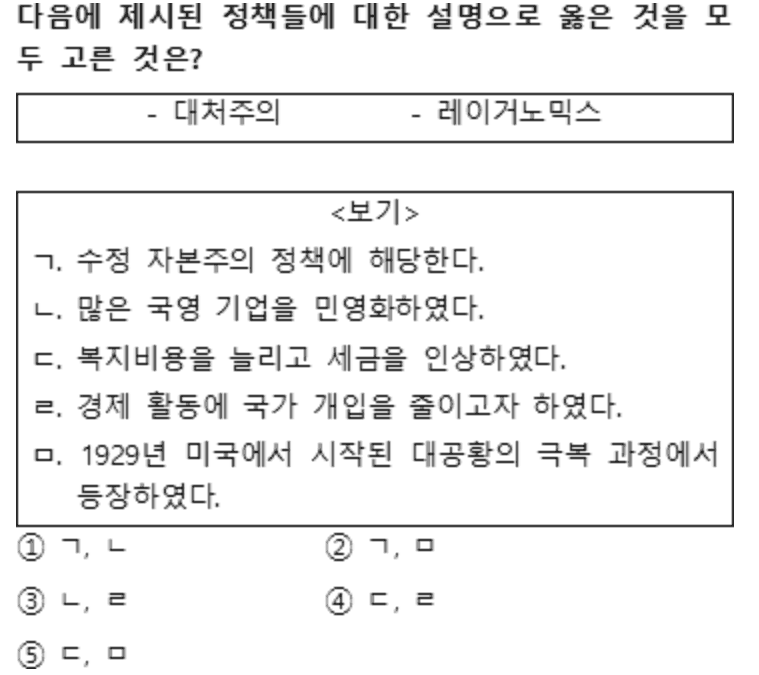 다음에 제시된 정책들에 대한 설명으로 옳은 것을 모
두 고른 것은?
- 대처주의 - 레이거노믹스
<보기>
ㄱ. 수정 자본주의 정책에 해당한다.
ㄴ. 많은 국영 기업을 민영화하였다.
ㄷ. 복지비용을 늘리고 세금을 인상하였다.
ㄹ. 경제 활동에 국가 개입을 줄이고자 하였다.
ㅁ. 1929년 미국에서 시작된 대공황의 극복 과정에서
등장하였다.
① ㄱ, ㄴ ② ㄱ, ㅁ
③ ㄴ, ㄹ ④ ㄷ, ㄹ
⑤ ㄷ, ㅁ